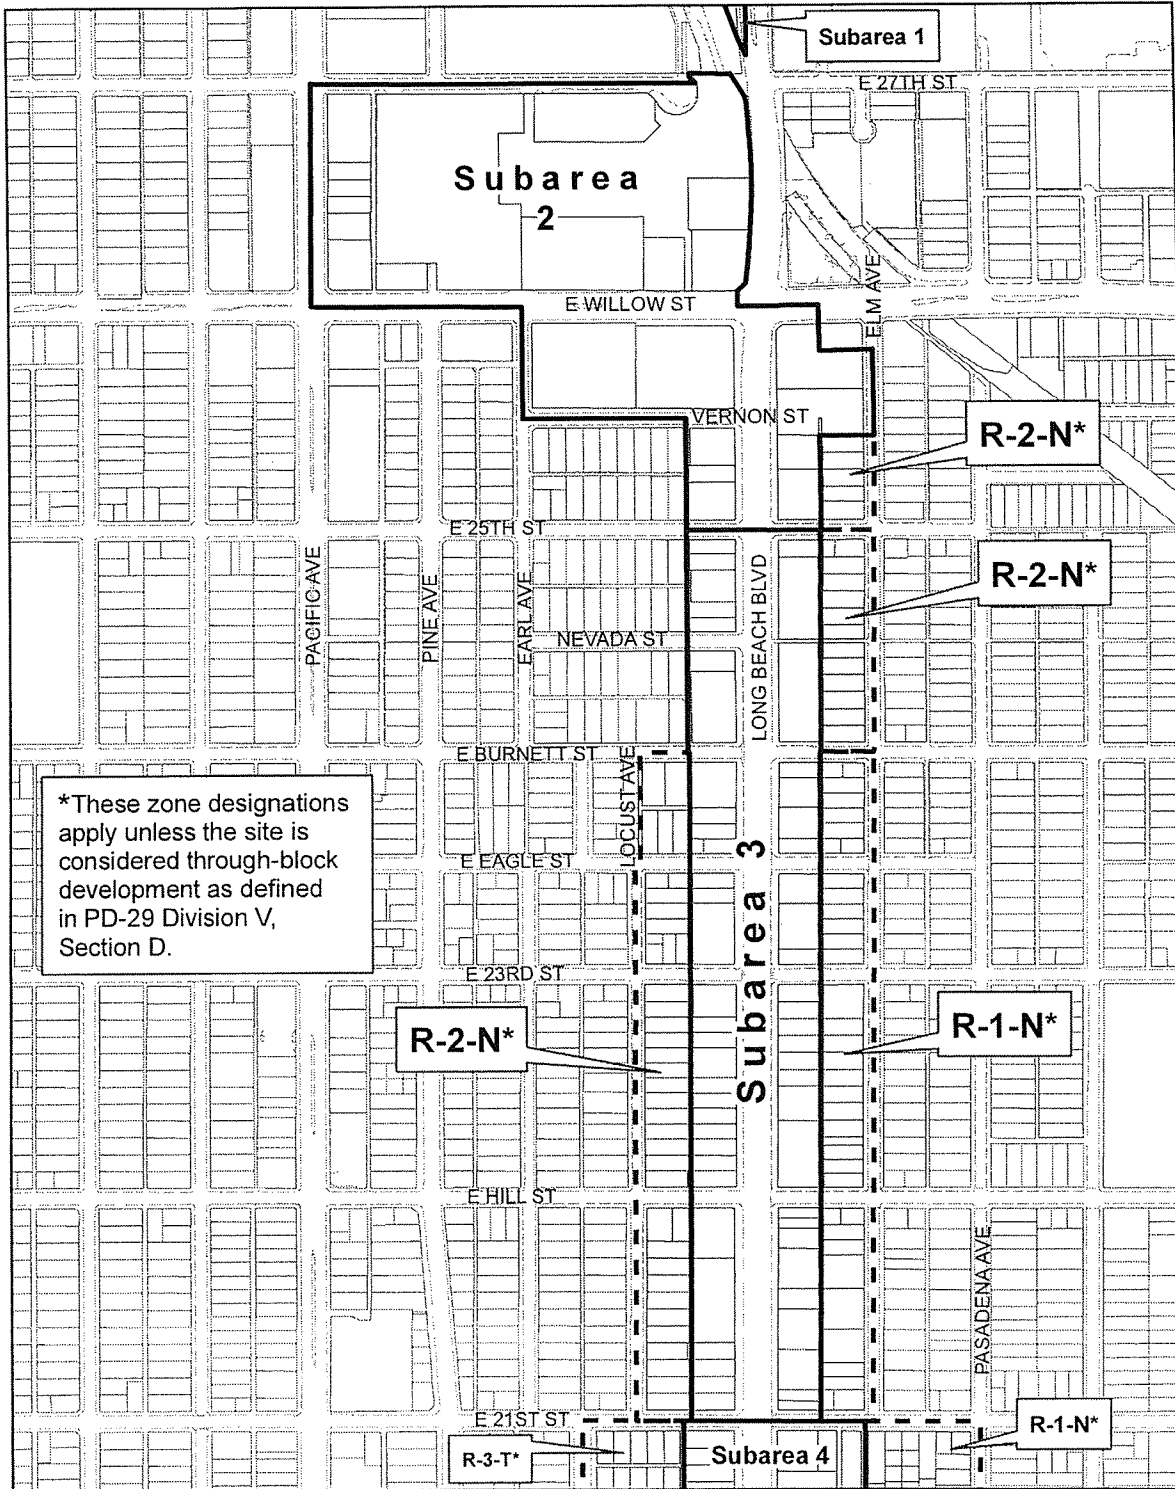 Subarea 1
E 27TH ST
Subarea
2
E WILLOW ST
ELM AVE
VERNON ST
R-2-N*
E 25TH ST
R-2-N*
PACIFIC AVE
PINE AVE
EARL AVE
NEVADA ST
LONG BEACH BLVD
E BURNETT ST
LOCUST AVE
*These zone designations
apply unless the site is
considered through-block
development as defined
in PD-29 Division V,
Section D.
E EAGLE ST
Subarea 3
E 23RD ST
R-2-N*
R-1-N*
E HILL ST
PASADENA AVE
E 21ST ST
R-1-N*
R-3-T*
Subarea 4